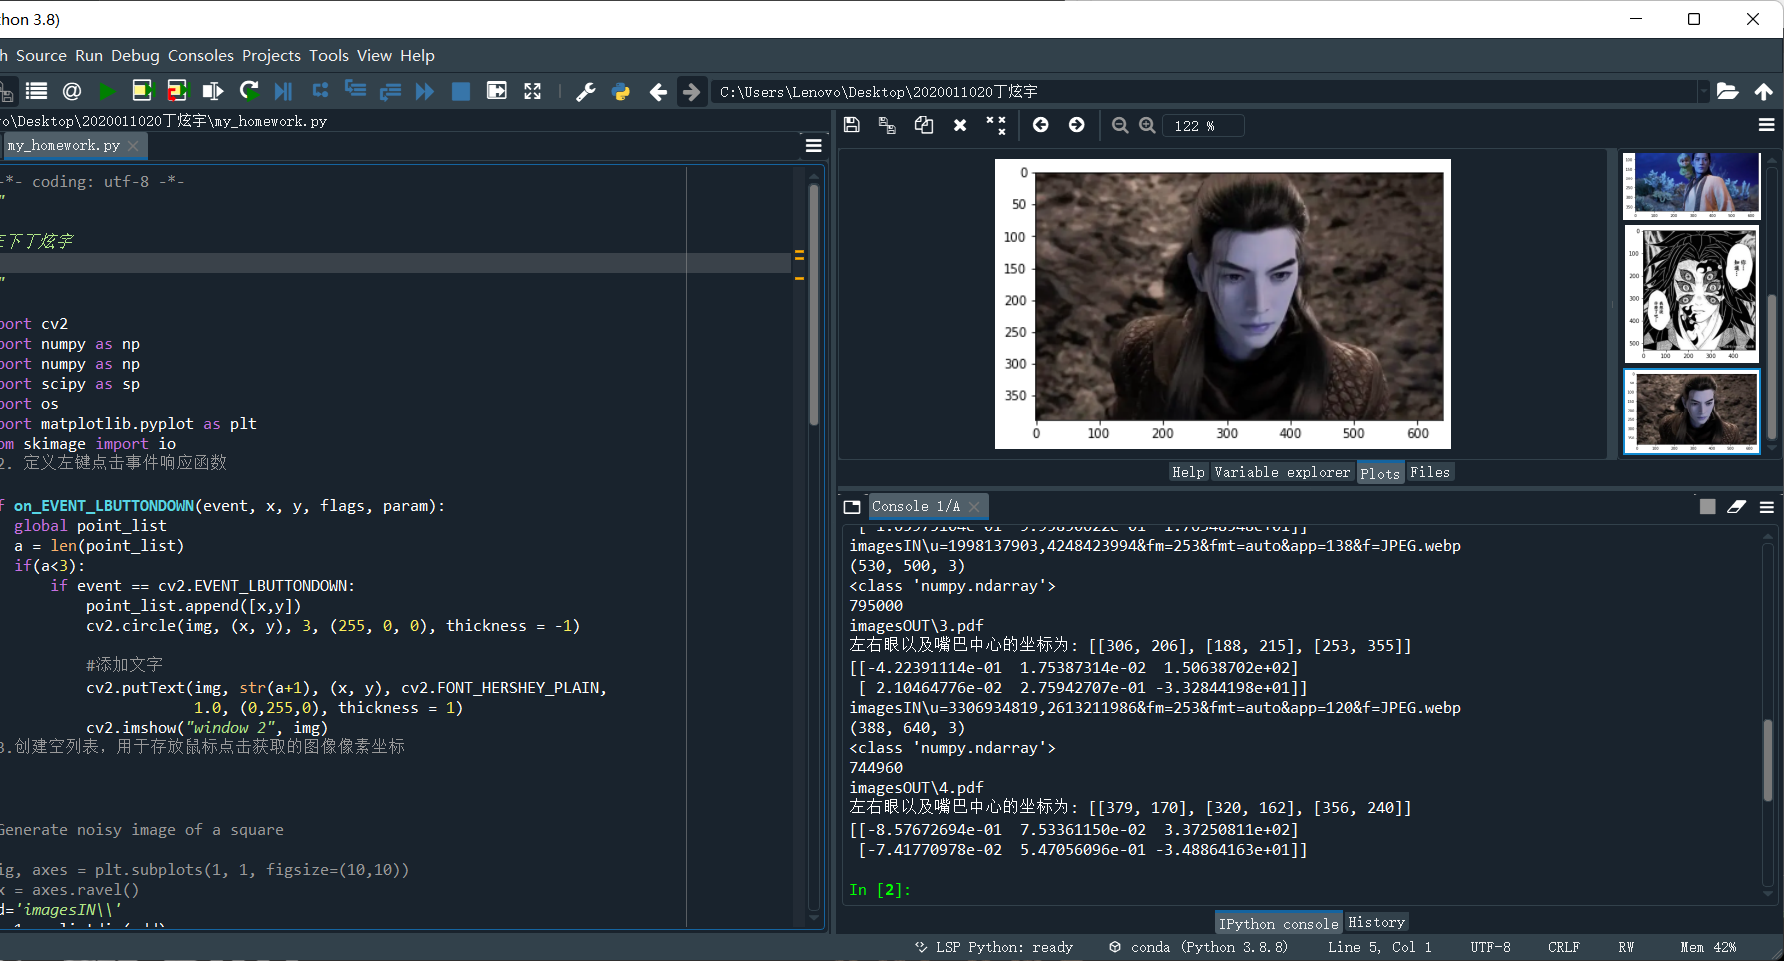 thon 3.8)
h Source Run Debug Consoles Projects Tools View Help
C:\Users\Lenovo\Desktop\2020011020丁炫宇
vo\Desktop\2020011020丁炫宇\my_homework.py
my_homework.py
-*- coding: utf-8 -*-
"
下丁炫宇
"
port cv2
port numpy as np
port numpy as np
port scipy as sp
port os
port matplotlib.pyplot as plt
om skimage import io
2. 定义左键点击事件响应函数
f on_EVENT_LBUTTONDOWN(event, x, y, flags, param):
global point_list
a = len(point_list)
if(a<3):
if event == cv2.EVENT_LBUTTONDOWN:
point_list.append([x,y])
cv2.circle(img, (x, y), 3, (255, 0, 0), thickness = -1)
#添加文字
cv2.putText(img, str(a+1), (x, y), cv2.FONT_HERSHEY_PLAIN,
1.0, (0,255,0), thickness = 1)
cv2.imshow("window 2", img)
3.创建空列表, 用于存放鼠标点击获取的图像像素坐标
Generate noisy image of a square
ig, axes = plt.subplots(1, 1, figsize=(10,10))
x = axes.ravel()
d='imagesIN\\'
122 %
0
50
100
150
200
250
300
350
0 100 200 300 400 500 600
Help Variable explorer Plots Files
Console 1/A
imagesIN\u=1998137903,4248423994&fm=253&fmt=auto&app=138&f=JPEG.webp
(530, 500, 3)
<class 'numpy.ndarray'>
795000
imagesOUT\3.pdf
左右眼以及嘴巴中心的坐标为: [[306, 206], [188, 215], [253, 355]]
[[-4.22391114e-01 1.75387314e-02 1.50638702e+02]
[ 2.10464776e-02 2.75942707e-01 -3.32844198e+01]]
imagesIN\u=3306934819,2613211986&fm=253&fmt=auto&app=120&f=JPEG.webp
(388, 640, 3)
<class 'numpy.ndarray'>
744960
imagesOUT\4.pdf
左右眼以及嘴巴中心的坐标为: [[379, 170], [320, 162], [356, 240]]
[[-8.57672694e-01 7.53361150e-02 3.37250811e+02]
[-7.41770978e-02 5.47056096e-01 -3.48864163e+01]]
In [2]:
IPython console History
LSP Python: ready conda (Python 3.8.8) Line 5, Col 1 UTF-8 CRLF RW Mem 42%